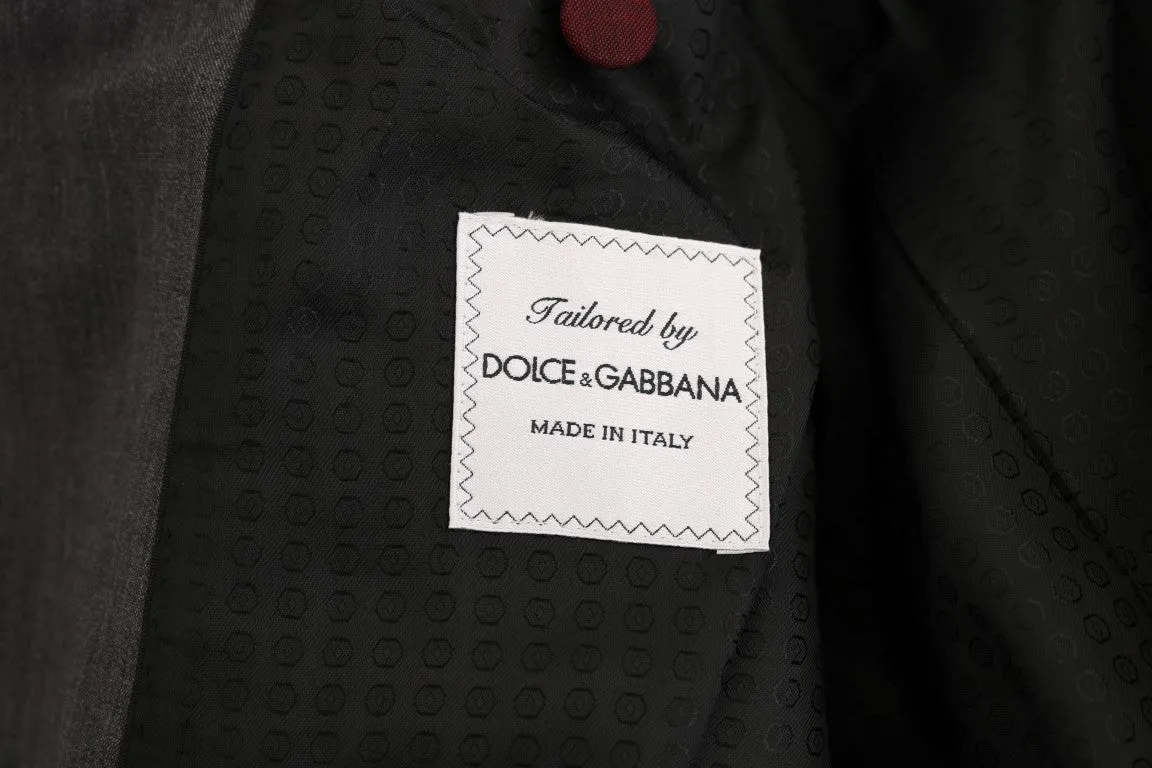 Tailored by
DOLCE & GABBANA
MADE IN ITALY